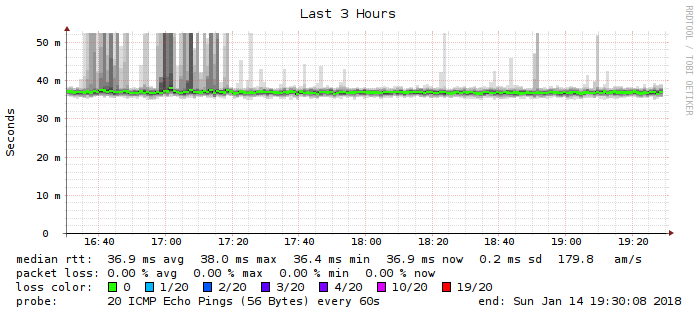 Last 3 Hours
RRDTOOL / TOBI OETIKER
Seconds
50 m
40 m
30 m
20 m
10 m
0
16:40 17:00 17:20 17:40 18:00 18:20 18:40 19:00 19:20
median rtt: 36.9 ms avg 38.0 ms max 36.4 ms min 36.9 ms now 0.2 ms sd 179.8 am/s
packet loss: 0.00 % avg 0.00 % max 0.00 % min 0.00 % now
loss color: 0 1/20 2/20 3/20 4/20 10/20 19/20
probe: 20 ICMP Echo Pings (56 Bytes) every 60s end: Sun Jan 14 19:30:08 2018